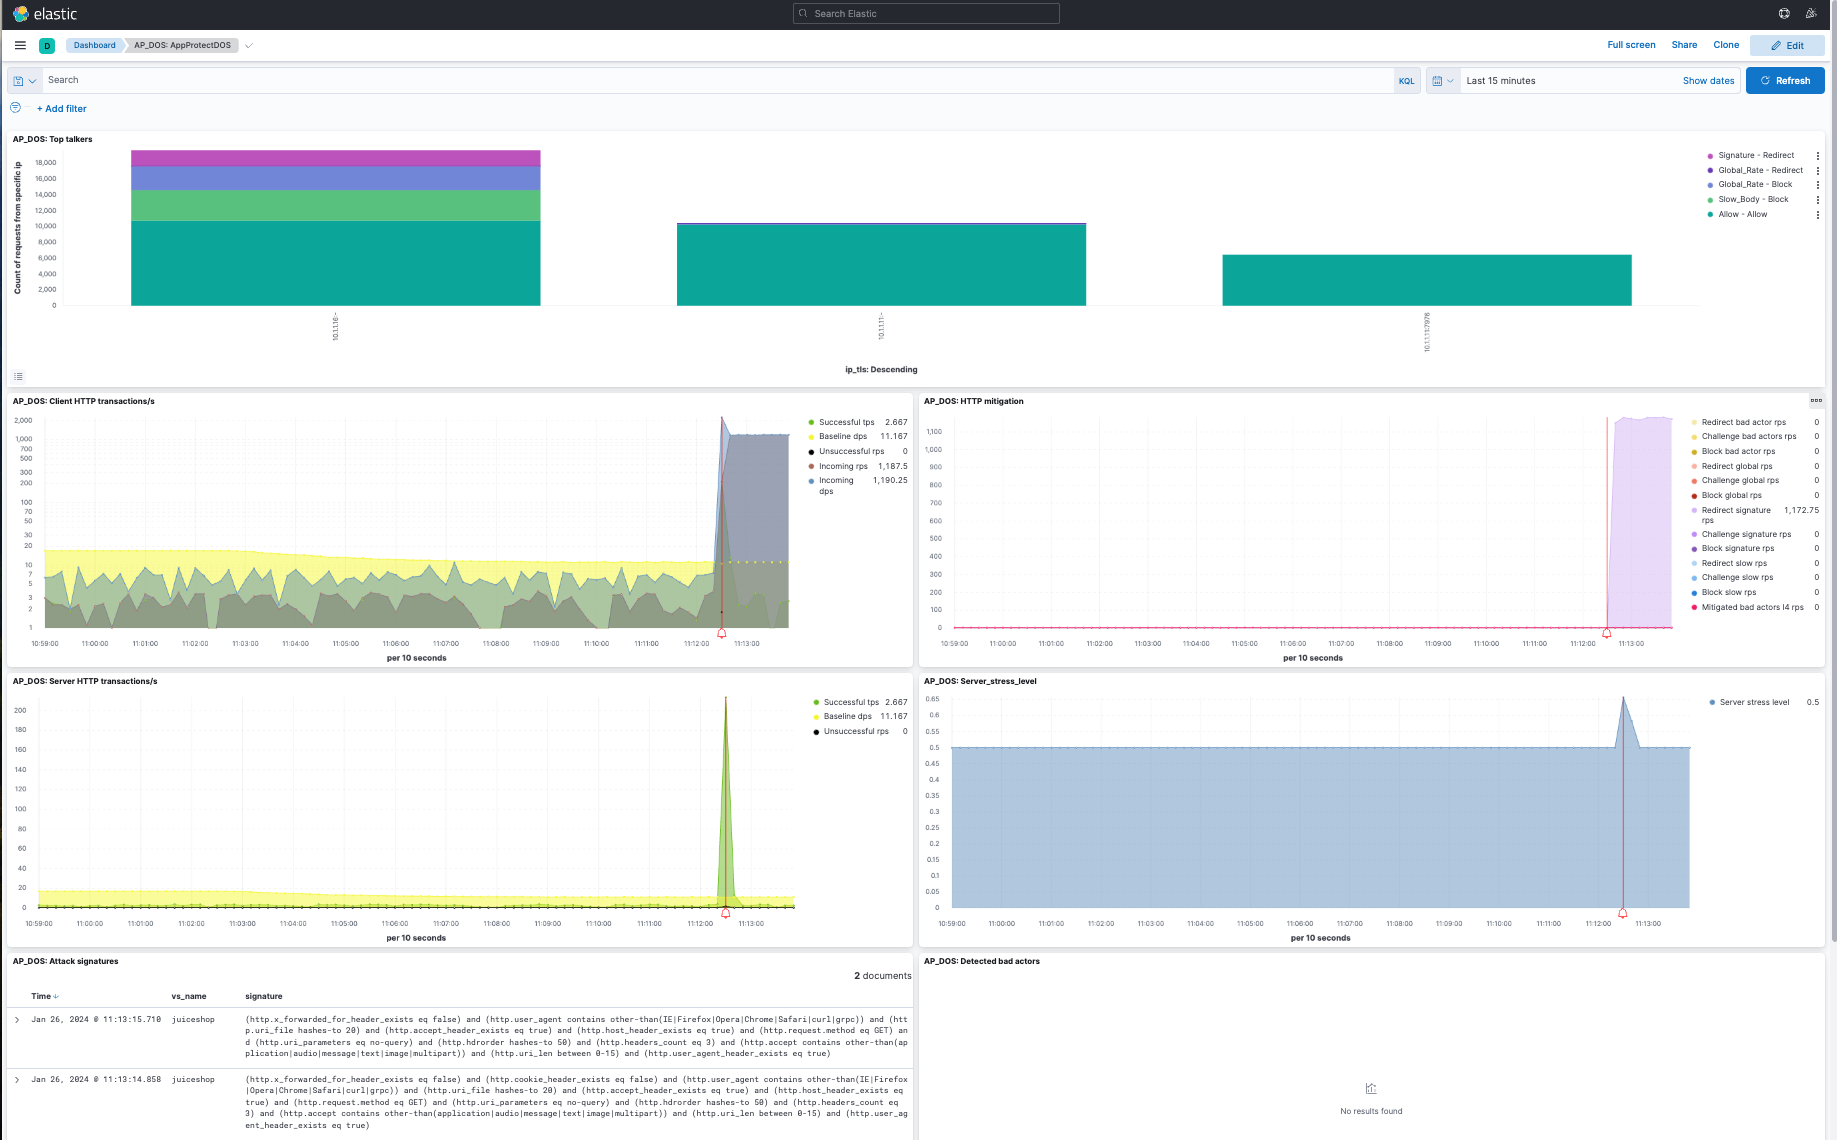 elastic
Search Elastic
D
Dashboard
AP_DOS: AppProtectDOS
Full screen
Share
Clone
Edit
Search
KQL
Last 15 minutes
Show dates
Refresh
+ Add filter
AP_DOS: Top talkers
Count of requests from specific ip
18,000
16,000
14,000
12,000
10,000
8,000
6,000
4,000
2,000
0
10.1.1.16:-
10.1.1.11:-
10.1.1.11:7976
ip_tls: Descending
Signature - Redirect
Global_Rate - Redirect
Global_Rate - Block
Slow_Body - Block
Allow - Allow
AP_DOS: Client HTTP transactions/s
2,000
1,000
700
500
300
200
100
70
50
30
20
10
7
5
3
2
1
10:59:00 11:00:00 11:01:00 11:02:00 11:03:00 11:04:00 11:05:00 11:06:00 11:07:00 11:08:00 11:09:00 11:10:00 11:11:00 11:12:00 11:13:00
per 10 seconds
Successful tps 2.667
Baseline dps 11.167
Unsuccessful rps 0
Incoming rps 1,187.5
Incoming 1,190.25
dps
AP_DOS: HTTP mitigation
1,100
1,000
900
800
700
600
500
400
300
200
100
0
10:59:00 11:00:00 11:01:00 11:02:00 11:03:00 11:04:00 11:05:00 11:06:00 11:07:00 11:08:00 11:09:00 11:10:00 11:11:00 11:12:00 11:13:00
per 10 seconds
Redirect bad actor rps 0
Challenge bad actors rps 0
Block bad actor rps 0
Redirect global rps 0
Challenge global rps 0
Block global rps 0
Redirect signature 1,172.75
rps
Challenge signature rps 0
Block signature rps 0
Redirect slow rps 0
Challenge slow rps 0
Block slow rps 0
Mitigated bad actors l4 rps 0
AP_DOS: Server HTTP transactions/s
200
180
160
140
120
100
80
60
40
20
0
10:59:00 11:00:00 11:01:00 11:02:00 11:03:00 11:04:00 11:05:00 11:06:00 11:07:00 11:08:00 11:09:00 11:10:00 11:11:00 11:12:00 11:13:00
per 10 seconds
Successful tps 2.667
Baseline dps 11.167
Unsuccessful rps 0
AP_DOS: Server_stress_level
0.65
0.6
0.55
0.5
0.45
0.4
0.35
0.3
0.25
0.2
0.15
0.1
0.05
0
10:59:00 11:00:00 11:01:00 11:02:00 11:03:00 11:04:00 11:05:00 11:06:00 11:07:00 11:08:00 11:09:00 11:10:00 11:11:00 11:12:00 11:13:00
per 10 seconds
Server stress level 0.5
AP_DOS: Attack signatures
2 documents
Time vs_name signature
Jan 26, 2024 @ 11:13:15.710 juiceshop (http.x_forwarded_for_header_exists eq false) and (http.user_agent contains other-than(IE|Firefox|Opera|Chrome|Safari|curl|grpc)) and (htt
p.uri_file hashes-to 20) and (http.accept_header_exists eq true) and (http.host_header_exists eq true) and (http.request.method eq GET) an
d (http.uri_parameters eq no-query) and (http.hdrorder hashes-to 50) and (http.headers_count eq 3) and (http.accept contains other-than(ap
plication|audio|message|text|image|multipart)) and (http.uri_len between 0-15) and (http.user_agent_header_exists eq true)
Jan 26, 2024 @ 11:13:14.858 juiceshop (http.x_forwarded_for_header_exists eq false) and (http.cookie_header_exists eq false) and (http.user_agent contains other-than(IE|Firefox
|Opera|Chrome|Safari|curl|grpc)) and (http.uri_file hashes-to 20) and (http.accept_header_exists eq true) and (http.host_header_exists eq
true) and (http.request.method eq GET) and (http.uri_parameters eq no-query) and (http.hdrorder hashes-to 50) and (http.headers_count eq
3) and (http.accept contains other-than(application|audio|message|text|image|multipart)) and (http.uri_len between 0-15) and (http.user_ag
ent_header_exists eq true)
AP_DOS: Detected bad actors
No results found